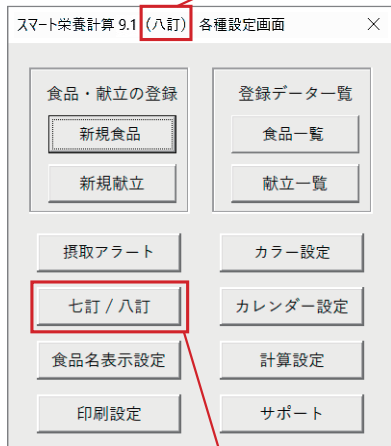 スマート栄養計算 9.1 (八訂) 各種設定画面
食品・献立の登録
新規食品
新規献立
登録データ一覧
食品一覧
献立一覧
摂取アラート
カラー設定
七訂 / 八訂
カレンダー設定
食品名表示設定
計算設定
印刷設定
サポート